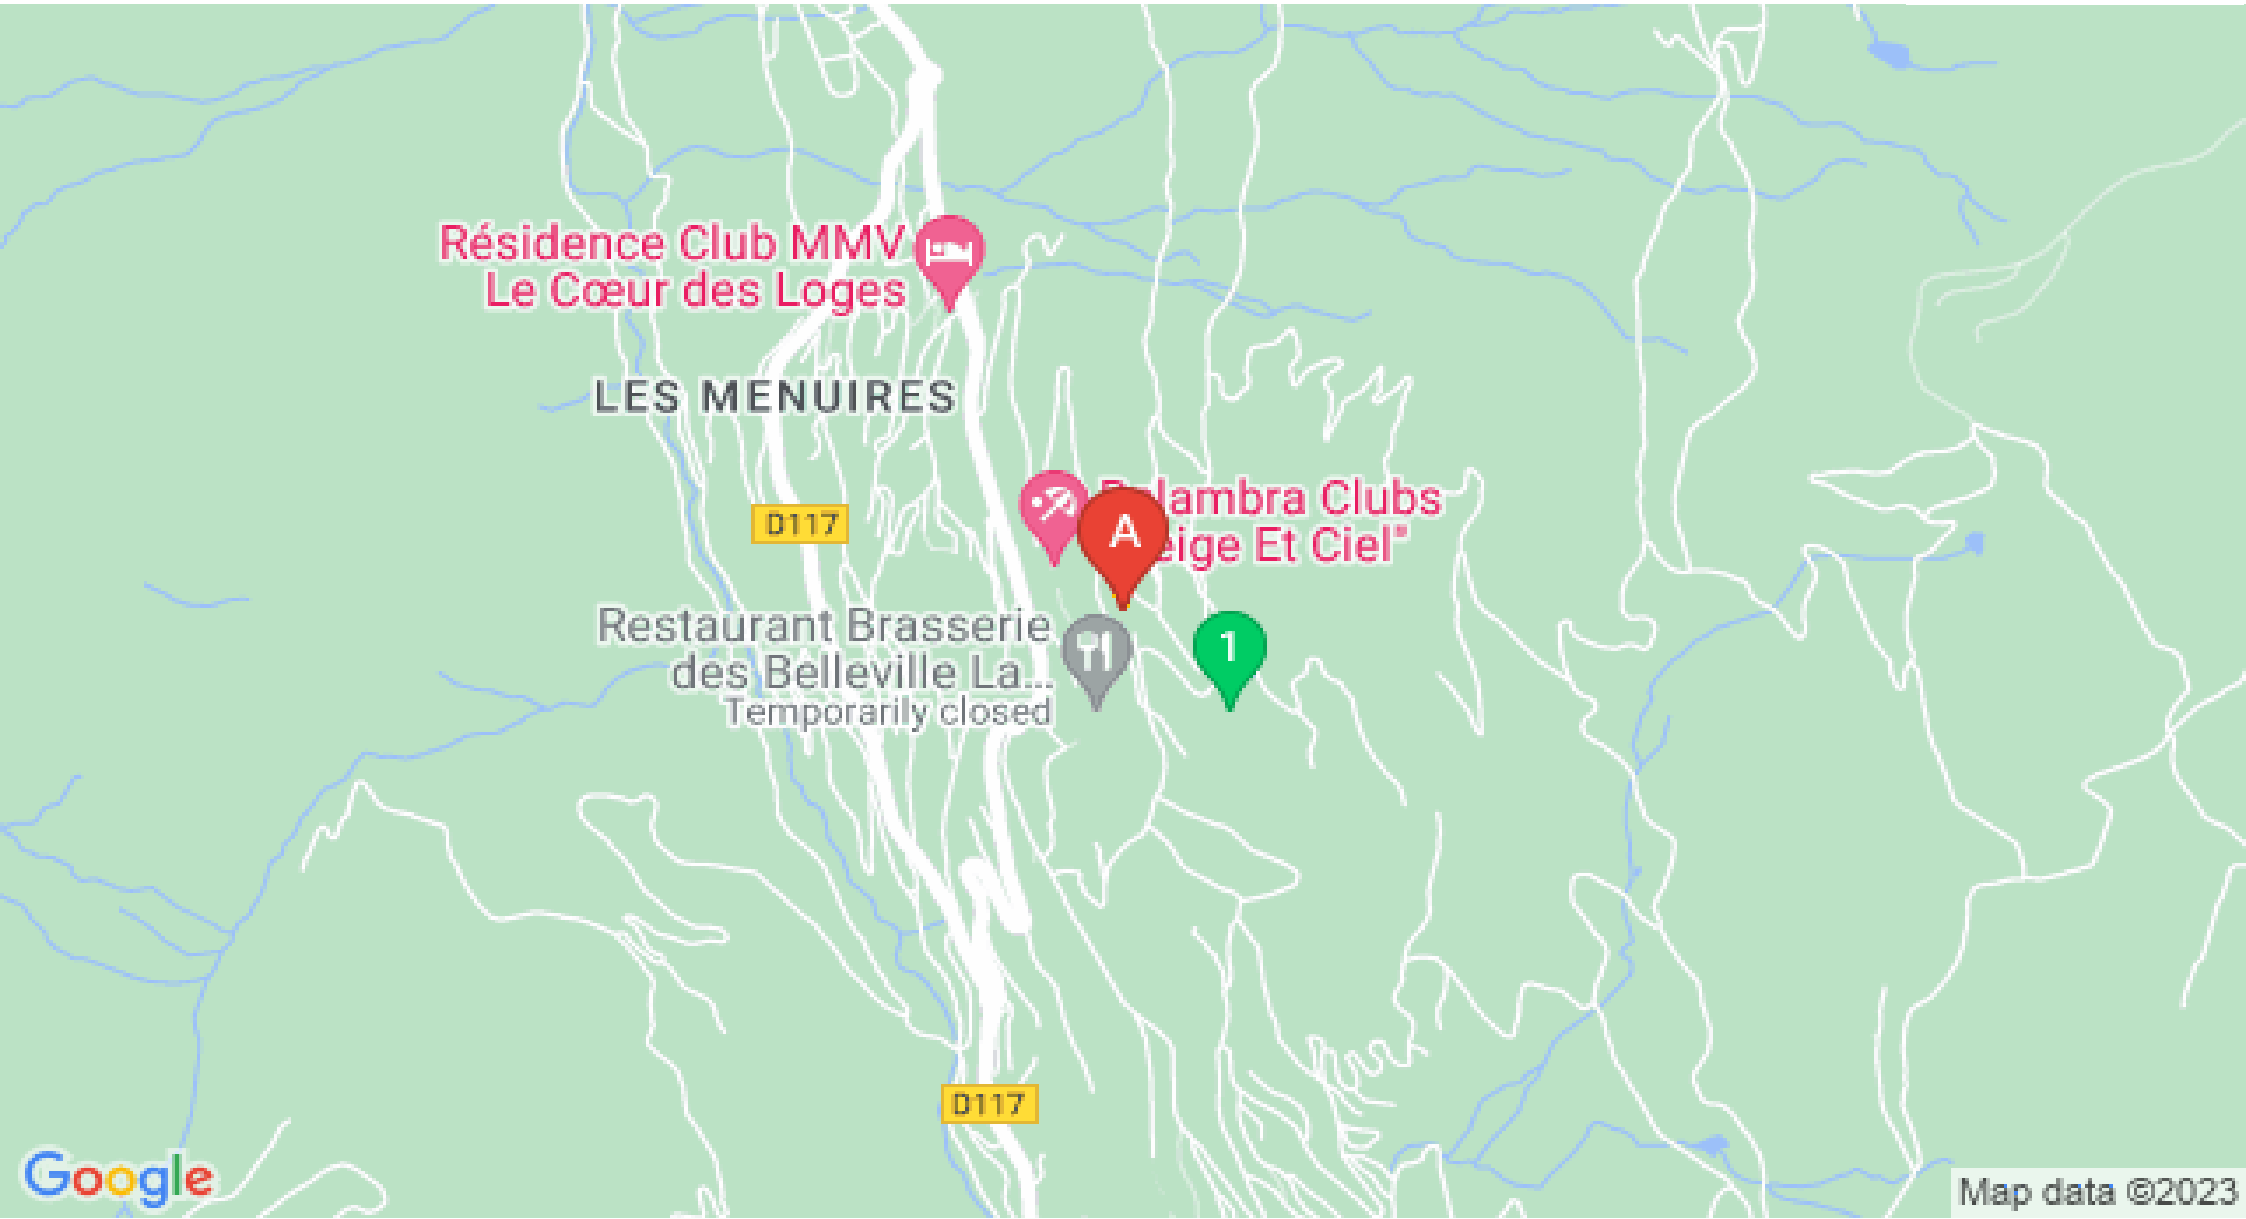 Résidence Club MMV
Le Cœur des Loges
LES MENUIRES
D117
lambra Clubs
eige Et Ciel"
A
Restaurant Brasserie
des Belleville La...
Temporarily closed
1
D117
Google
Map data ©2023